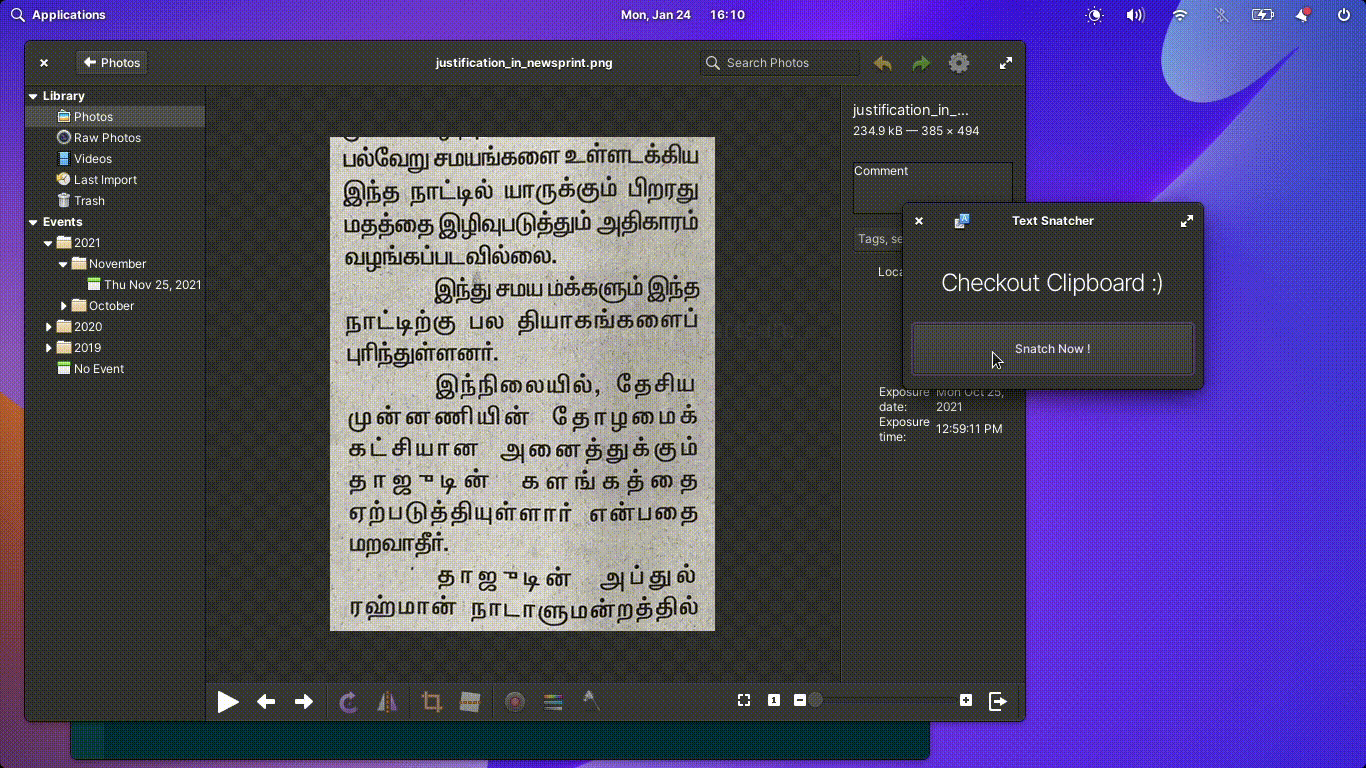 Applications
Mon, Jan 24 16:10
Photos
justification_in_newsprint.png
Search Photos
Library
Photos
Raw Photos
Videos
Last Import
Trash
Events
2021
November
Thu Nov 25, 2021
October
2020
2019
No Event
பல்வேறு சமயங்களை உள்ளடக்கிய
இந்த நாட்டில் யாருக்கும் பிறரது
மதத்தை இழிவுபடுத்தும் அதிகாரம்
வழங்கப்படவில்லை.
இந்து சமய மக்களும் இந்த
நாட்டிற்கு பல தியாகங்களைப்
புரிந்துள்ளனர்.
இந்நிலையில், தேசிய
முன்னணியின் தோழமைக்
கட்சியான அனைத்துக்கும்
தாஜுடின் களங்கத்தை
ஏற்படுத்தியுள்ளார் என்பதை
மறவாதீர்.
தாஜுடின் அப்துல்
ரஹ்மான் நாடாளுமன்றத்தில்
justification_in_...
234.9 kB — 385 × 494
Comment
Tags, se
Loca
Text Snatcher
Checkout Clipboard :)
Snatch Now !
Exposure date: Mon Oct 25, 2021
Exposure time: 12:59:11 PM
1